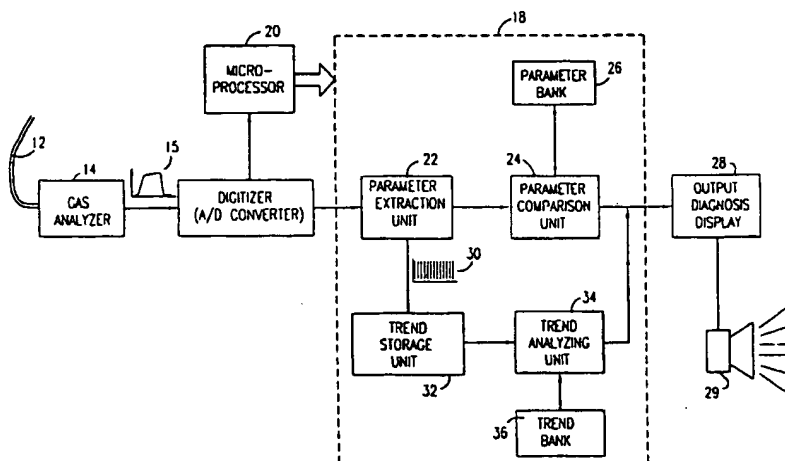 18
20
MICRO-
PROCESSOR
PARAMETER
BANK
26
12
14
GAS
ANALYZER
15
DIGITIZER
(A/D CONVERTER)
22
PARAMETER
EXTRACTION
UNIT
24
PARAMETER
COMPARISON
UNIT
28
OUTPUT
DIAGNOSIS
DISPLAY
30
TREND
STORAGE
UNIT
32
34
TREND
ANALYZING
UNIT
29
36
TREND
BANK